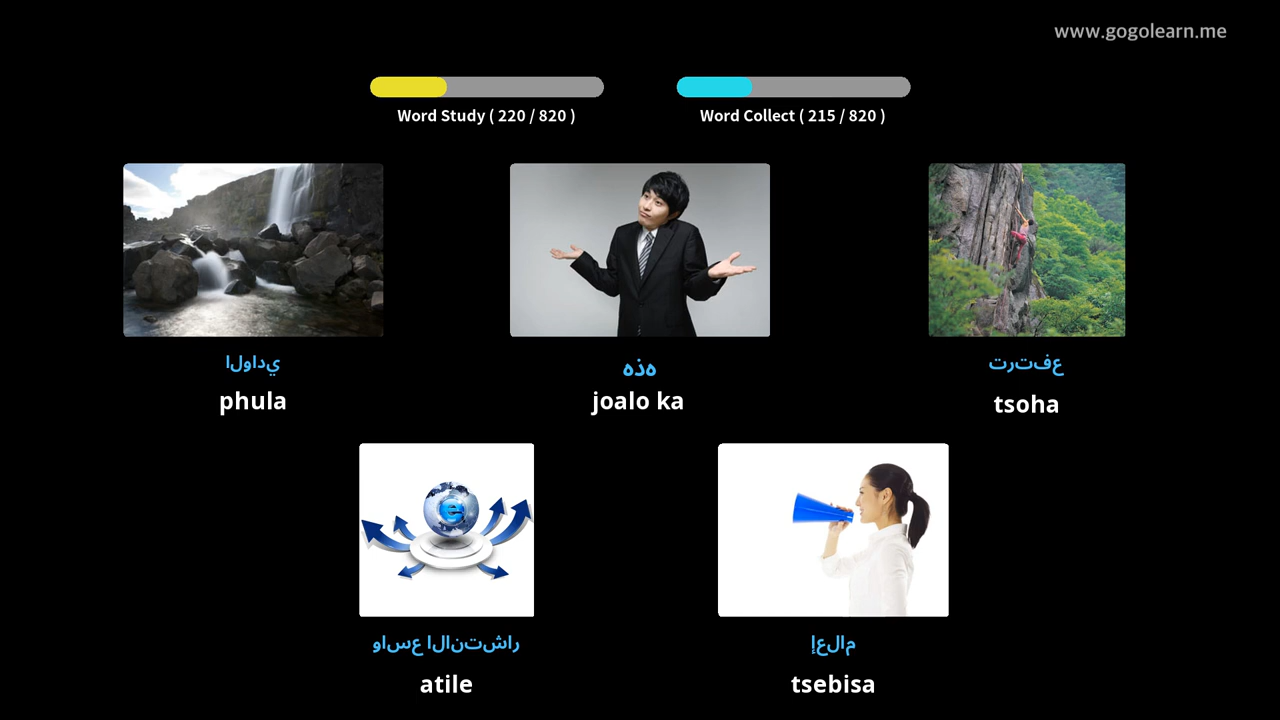 www.gogolearn.me
Word Study ( 220 / 820 )
Word Collect ( 215 / 820 )
الوادي
phula
هذه
joalo ka
ترتفع
tsoha
واسع الانتشار
atile
إعلام
tsebisa